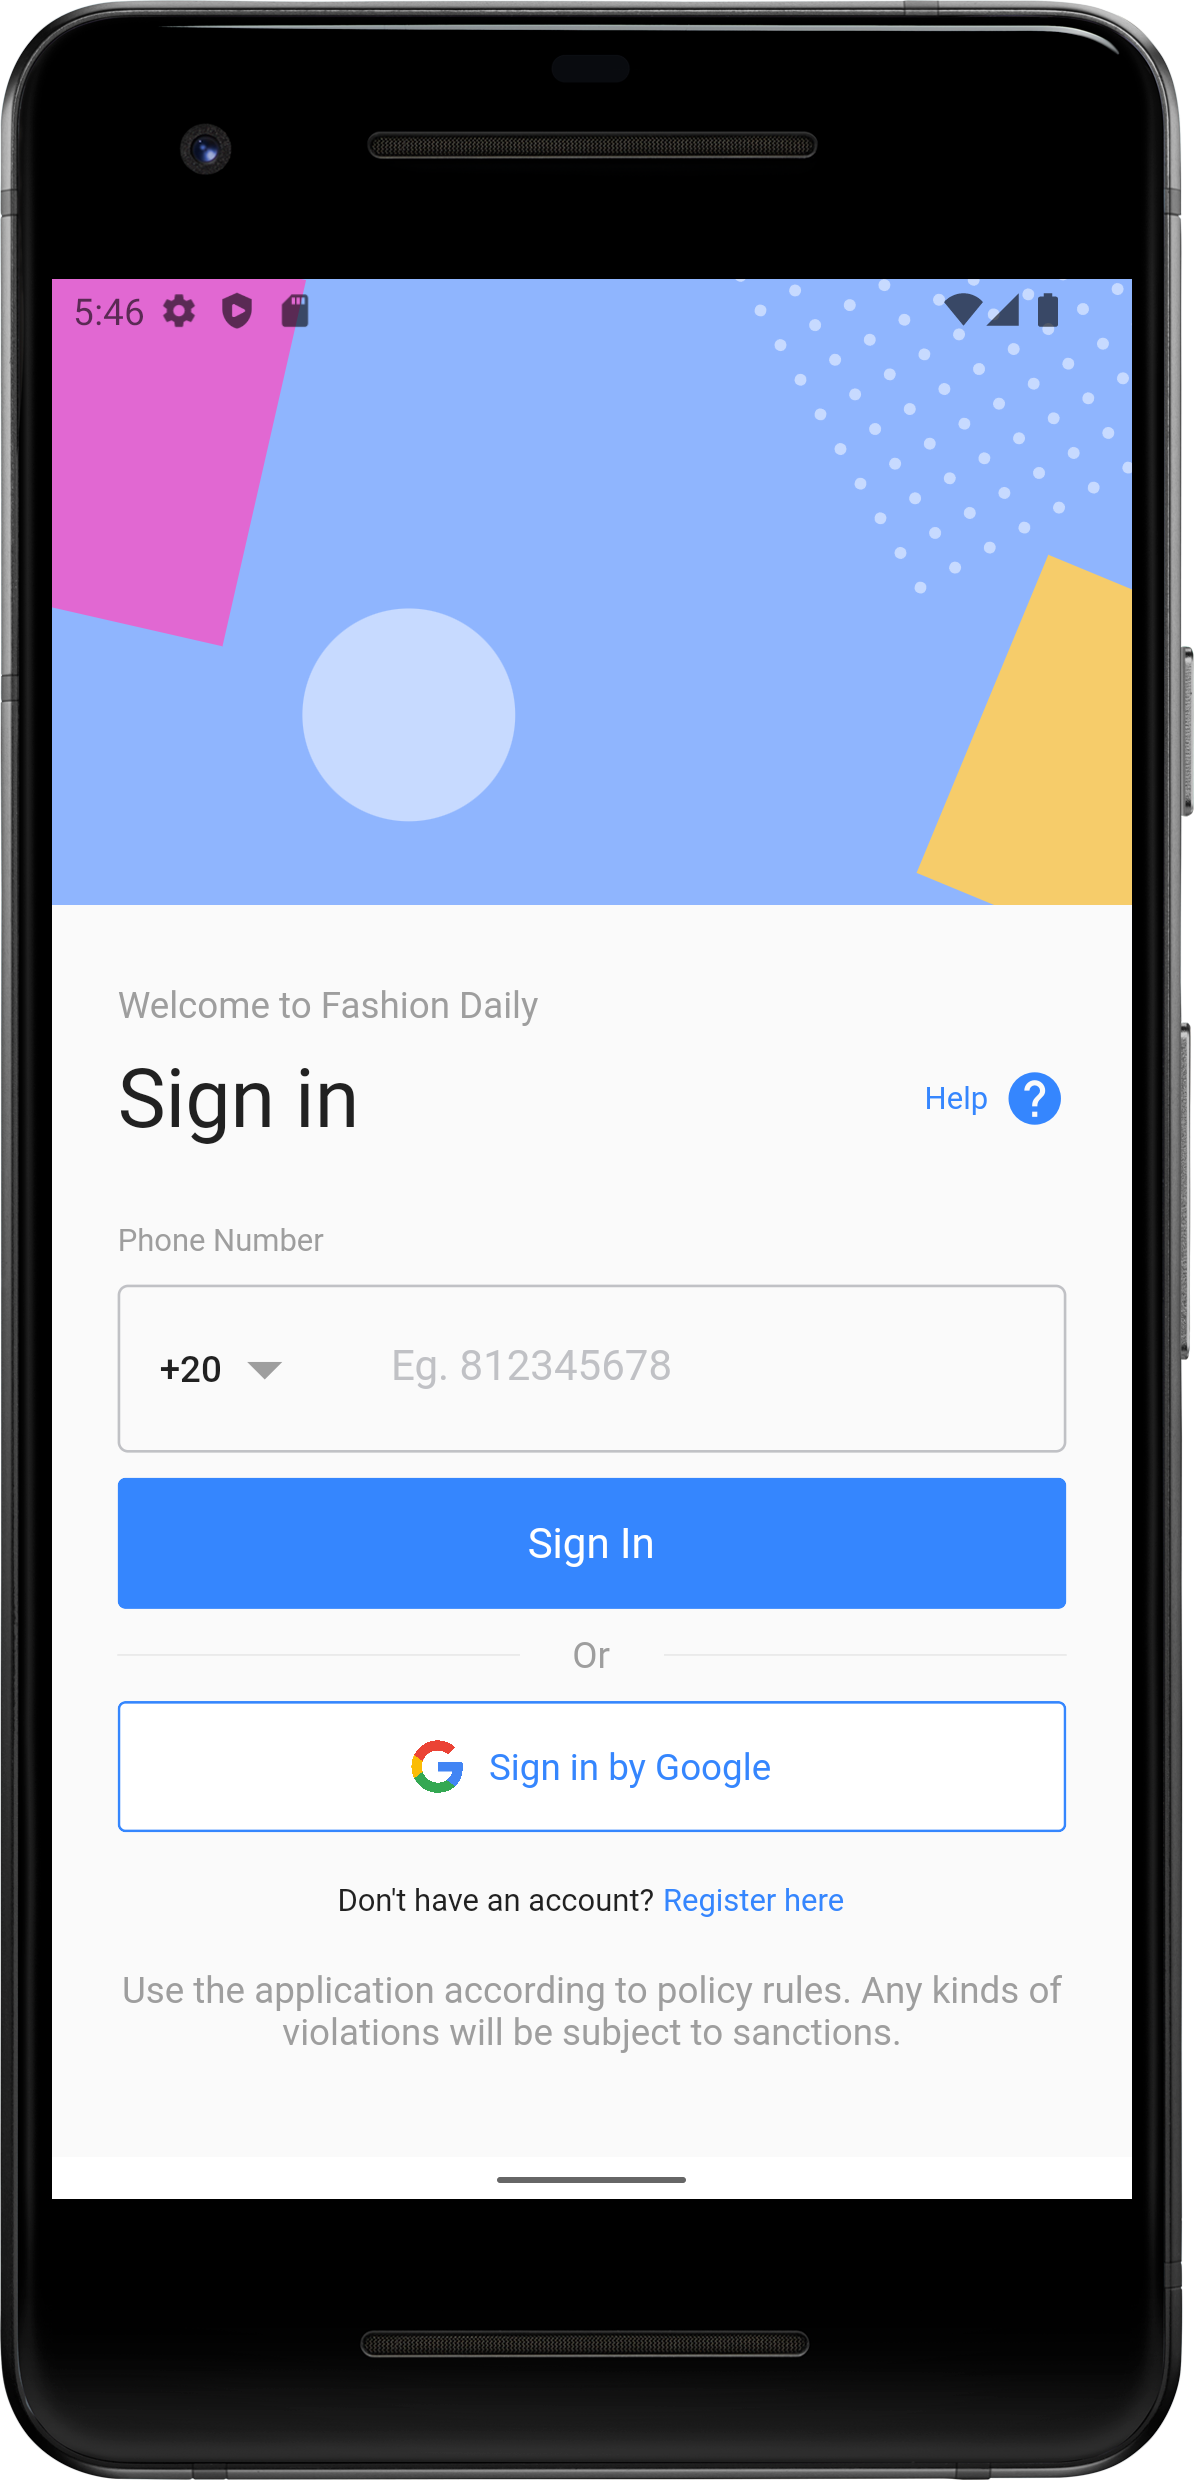 5:46
Welcome to Fashion Daily
Sign in
Help ?
Phone Number
+20 Eg. 812345678
Sign In
Or
Sign in by Google
Don't have an account? Register here
Use the application according to policy rules. Any kinds of
violations will be subject to sanctions.